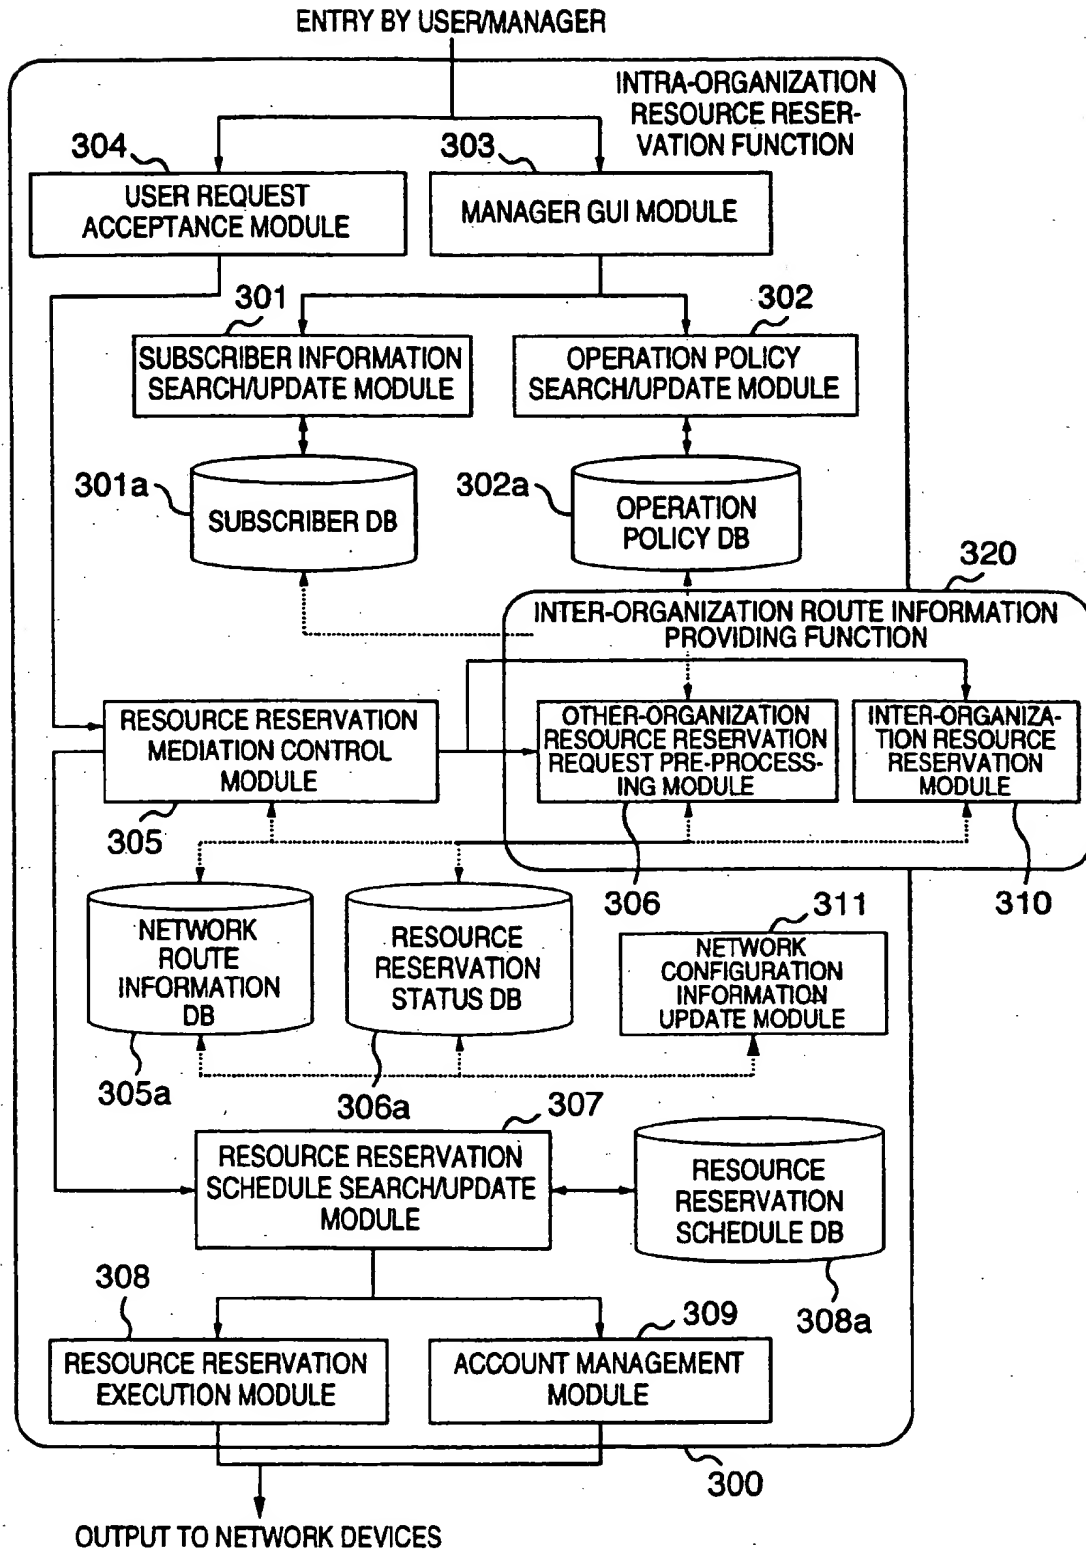 ENTRY BY USER/MANAGER
INTRA-ORGANIZATION
RESOURCE RESER-
VATION FUNCTION
304
303
USER REQUEST
ACCEPTANCE MODULE
MANAGER GUI MODULE
301
302
SUBSCRIBER INFORMATION
SEARCH/UPDATE MODULE
OPERATION POLICY
SEARCH/UPDATE MODULE
301a
SUBSCRIBER DB
302a
OPERATION
POLICY DB
320
INTER-ORGANIZATION ROUTE INFORMATION
PROVIDING FUNCTION
RESOURCE RESERVATION
MEDIATION CONTROL
MODULE
305
OTHER-ORGANIZATION
RESOURCE RESERVATION
REQUEST PRE-PROCESS-
ING MODULE
INTER-ORGANIZA-
TION RESOURCE
RESERVATION
MODULE
306
310
311
NETWORK
ROUTE
INFORMATION
DB
RESOURCE
RESERVATION
STATUS DB
NETWORK
CONFIGURATION
INFORMATION
UPDATE MODULE
305a
306a
307
RESOURCE RESERVATION
SCHEDULE SEARCH/UPDATE
MODULE
RESOURCE
RESERVATION
SCHEDULE DB
308
309
308a
RESOURCE RESERVATION
EXECUTION MODULE
ACCOUNT MANAGEMENT
MODULE
300
OUTPUT TO NETWORK DEVICES